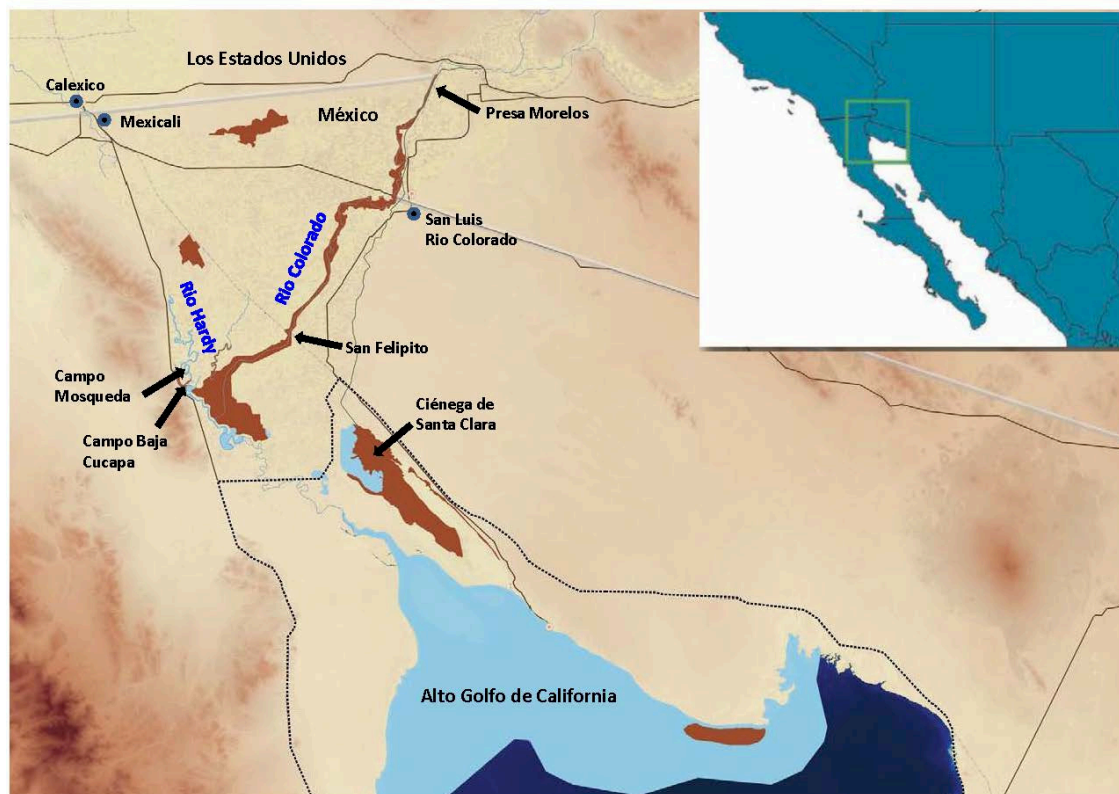 Los Estados Unidos
Calexico
Mexicali
México
Presa Morelos
San Luis
Rio Colorado
Rio Colorado
Rio Hardy
San Felipito
Campo
Mosqueda
Campo Baja
Cucapa
Ciénega de
Santa Clara
Alto Golfo de California